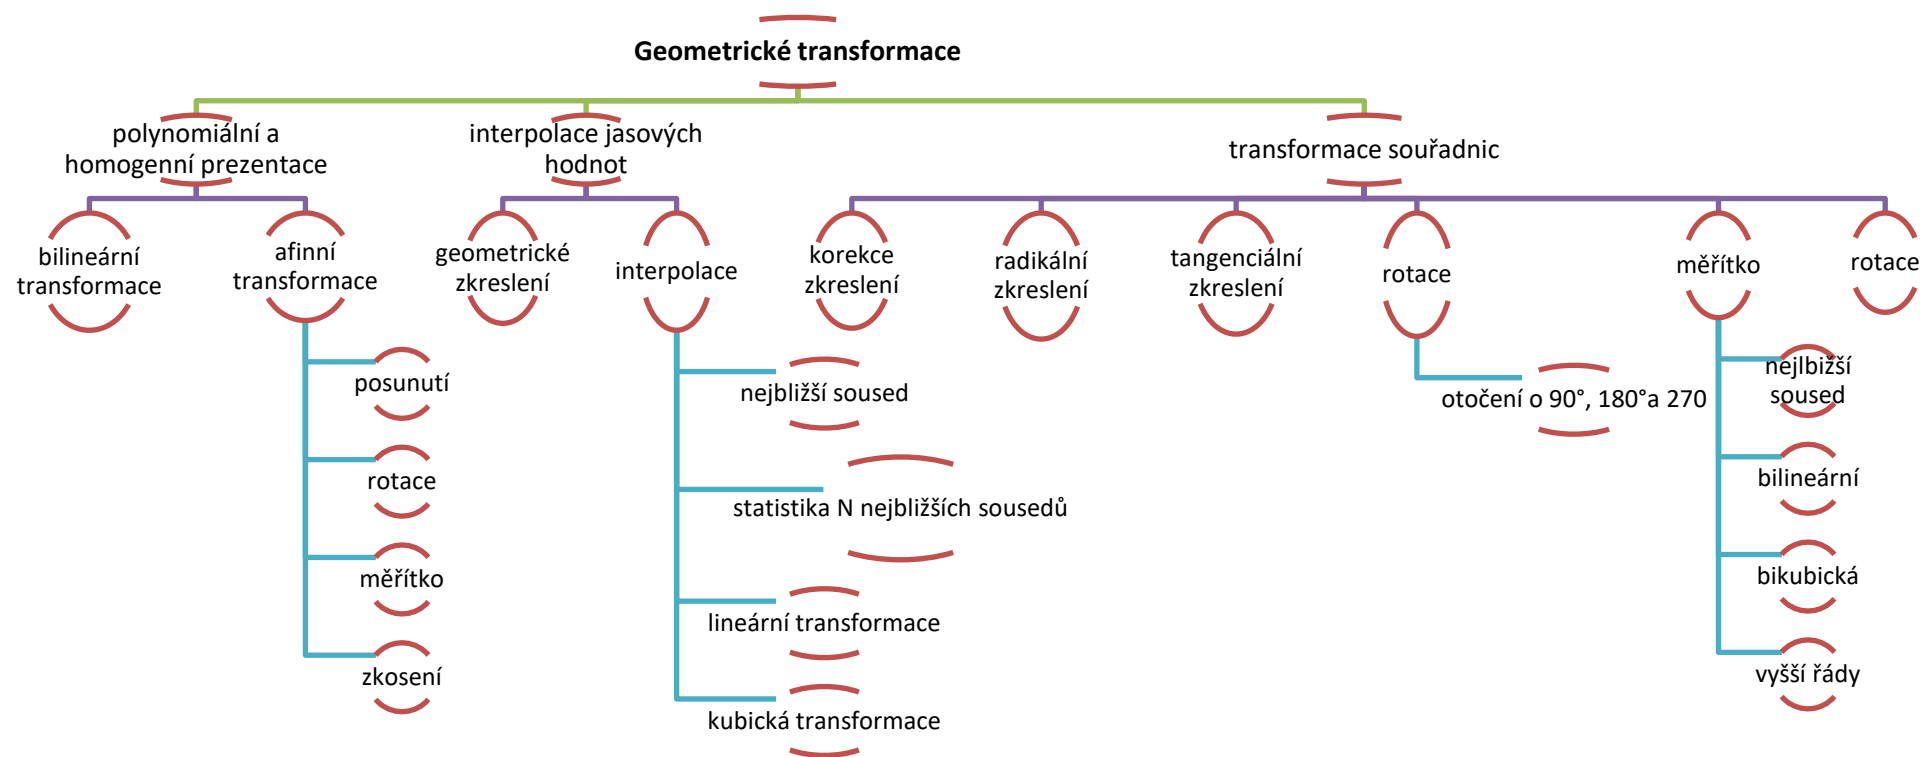 Geometrické transformace
polynomiální a
homogenní prezentace
interpolace jasových
hodnot
transformace souřadnic
bilineární
transformace
afinní
transformace
geometrické
zkreslení
interpolace
korekce
zkreslení
radikální
zkreslení
tangenciální
zkreslení
rotace
měřítko
rotace
posunutí
rotace
měřítko
zkosení
nejbližší soused
statistika N nejbližších sousedů
lineární transformace
kubická transformace
otočení o 90°, 180°a 270
nejlbižší
soused
bilineární
bikubická
vyšší řády